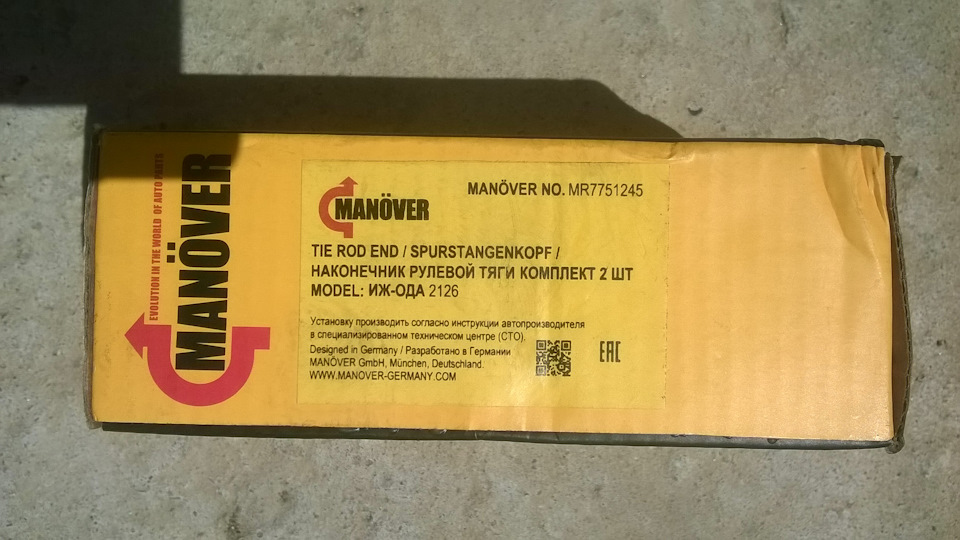 EVOLUTION IN THE WORLD OF AUTO PARTS
MANÖVER
MANÖVER
MANÖVER NO. MR7751245
TIE ROD END / SPURSTANGENKOPF /
НАКОНЕЧНИК РУЛЕВОЙ ТЯГИ КОМПЛЕКТ 2 ШТ
MODEL: ИЖ-ОДА 2126
Установку производить согласно инструкции автопроизводителя
в специализированном техническом центре (СТО).
Designed in Germany / Разработано в Германии
MANÖVER GmbH, München, Deutschland.
WWW.MANOVER-GERMANY.COM
EAC